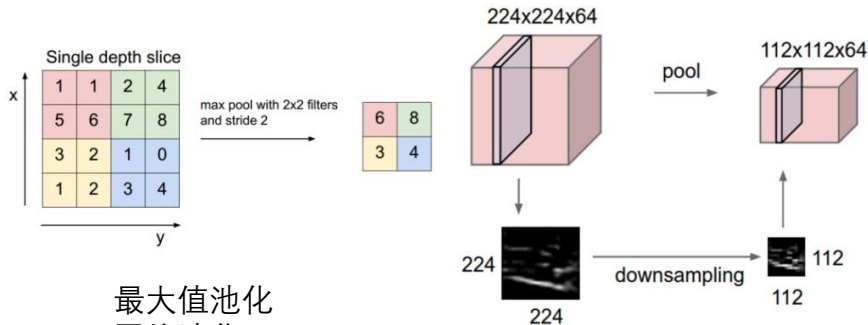 Single depth slice
x
1 1 2 4
5 6 7 8
3 2 1 0
1 2 3 4
y
max pool with 2x2 filters
and stride 2
6 8
3 4
224x224x64
pool
112x112x64
224
224
downsampling
112
112
最大值池化